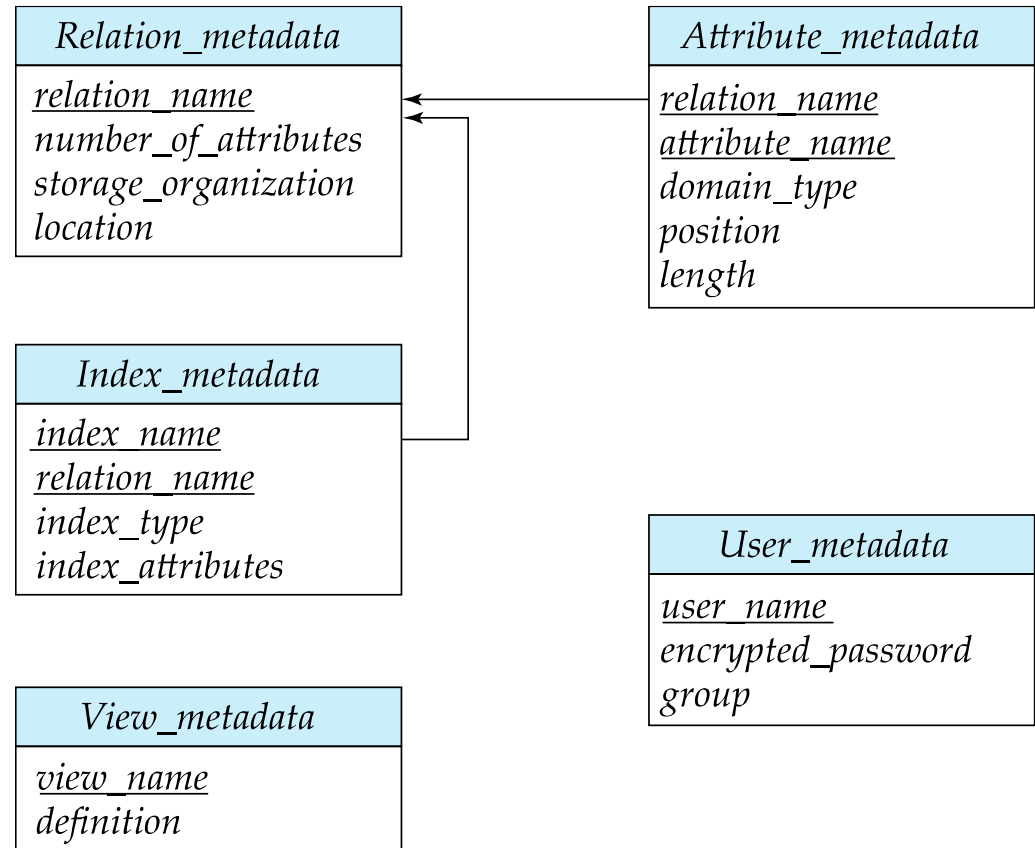 Relation_metadata
relation_name
number_of_attributes
storage_organization
location
Attribute_metadata
relation_name
attribute_name
domain_type
position
length
Index_metadata
index_name
relation_name
index_type
index_attributes
User_metadata
user_name
encrypted_password
group
View_metadata
view_name
definition